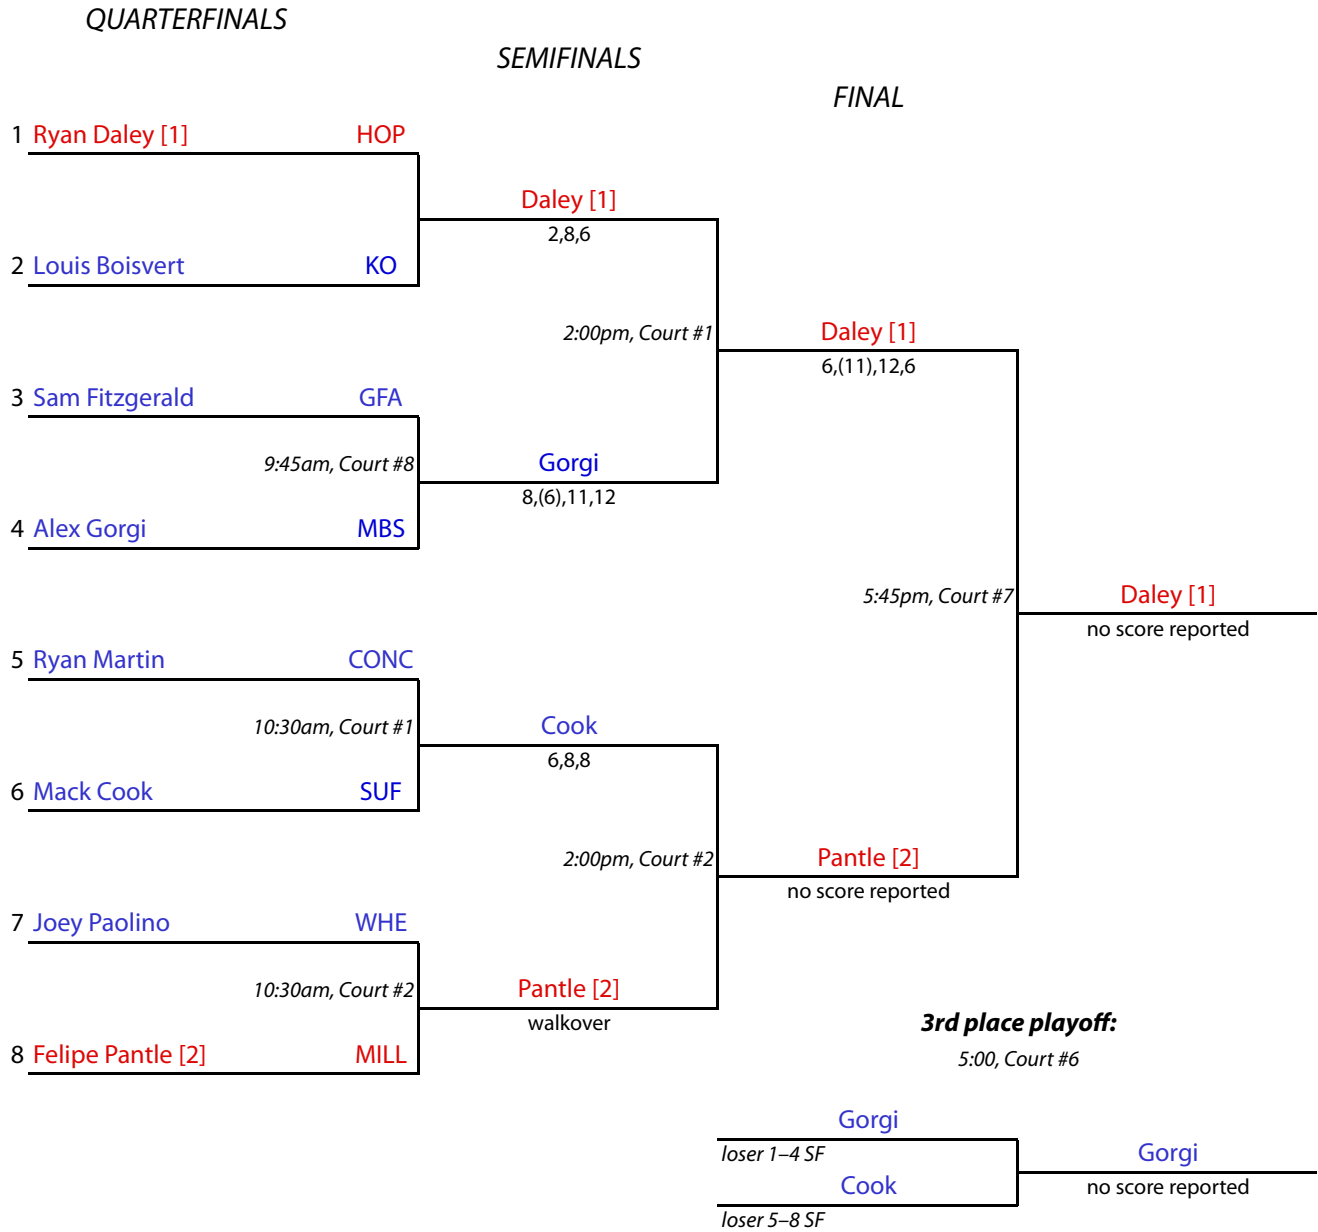 QUARTERFINALS
SEMIFINALS
FINAL
1 Ryan Daley [1] HOP
Daley [1]
2,8,6
2 Louis Boisvert KO
2:00pm, Court #1
Daley [1]
6,(11),12,6
3 Sam Fitzgerald GFA
9:45am, Court #8
Gorgi
8,(6),11,12
4 Alex Gorgi MBS
5:45pm, Court #7
Daley [1]
no score reported
5 Ryan Martin CONC
10:30am, Court #1
Cook
6,8,8
6 Mack Cook SUF
2:00pm, Court #2
Pantle [2]
no score reported
7 Joey Paolino WHE
10:30am, Court #2
Pantle [2]
walkover
8 Felipe Pantle [2] MILL
3rd place playoff:
5:00, Court #6
Gorgi
loser 1–4 SF
Gorgi
no score reported
Cook
loser 5–8 SF